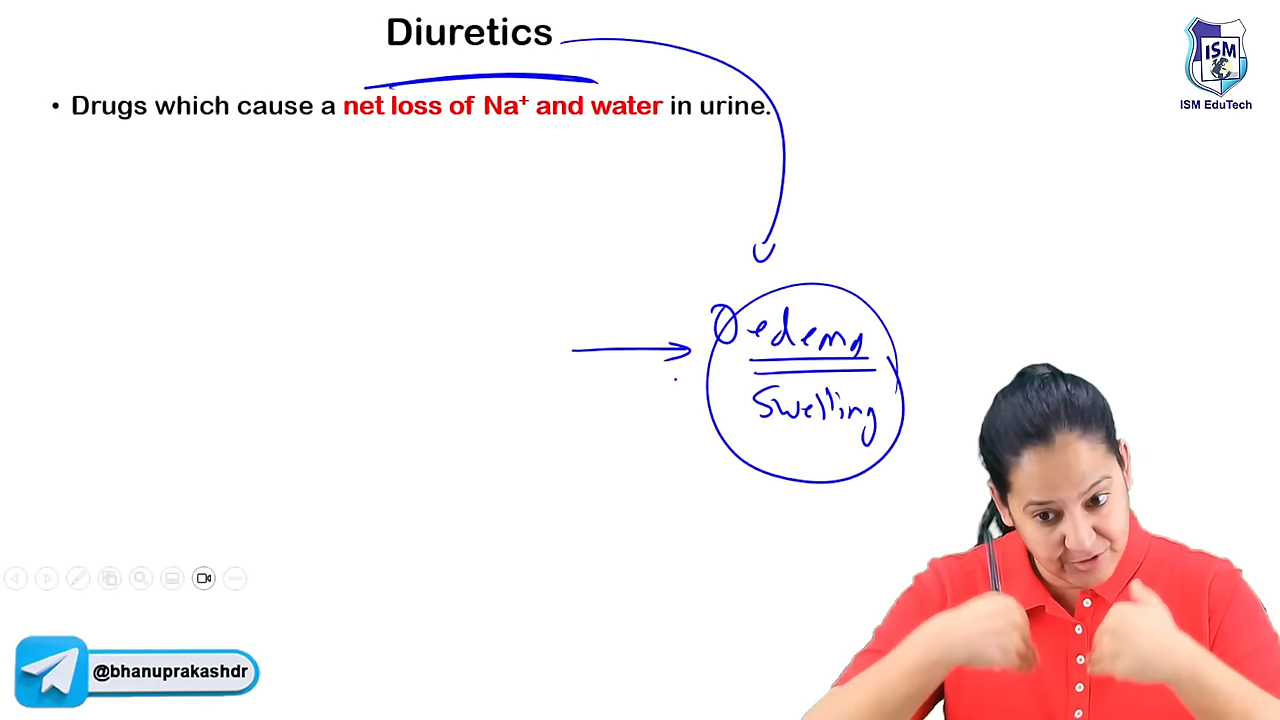 Diuretics
ISM
ISM EduTech
• Drugs which cause a net loss of Na⁺ and water in urine.
Oedema
Swelling
@bhanuprakashdr